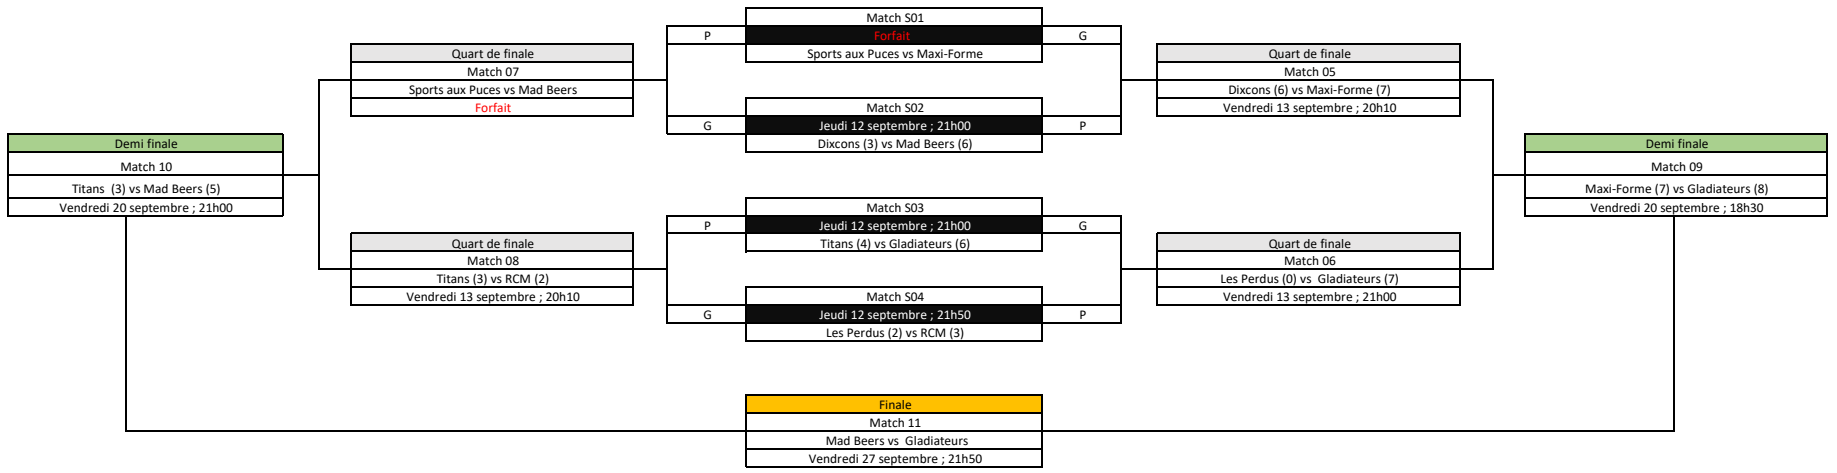 Match S01
P
Forfait
G
Sports aux Puces vs Maxi-Forme
Quart de finale
Match 07
Sports aux Puces vs Mad Beers
Forfait
Quart de finale
Match 05
Dixcons (6) vs Maxi-Forme (7)
Vendredi 13 septembre ; 20h10
Match S02
G
Jeudi 12 septembre ; 21h00
P
Dixcons (3) vs Mad Beers (6)
Demi finale
Match 10
Titans  (3) vs Mad Beers (5)
Vendredi 20 septembre ; 21h00
Demi finale
Match 09
Maxi-Forme (7) vs Gladiateurs (8)
Vendredi 20 septembre ; 18h30
Match S03
P
Jeudi 12 septembre ; 21h00
G
Titans (4) vs Gladiateurs (6)
Quart de finale
Match 08
Titans (3) vs RCM (2)
Vendredi 13 septembre ; 20h10
Quart de finale
Match 06
Les Perdus (0) vs  Gladiateurs (7)
Vendredi 13 septembre ; 21h00
Match S04
G
Jeudi 12 septembre ; 21h50
P
Les Perdus (2) vs RCM (3)
Finale
Match 11
Mad Beers vs  Gladiateurs
Vendredi 27 septembre ; 21h50